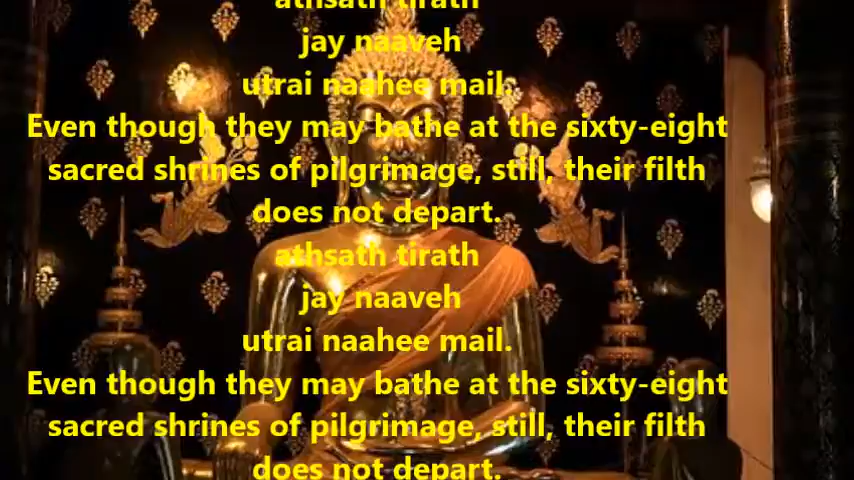 athsath tirath
jay naaveh
utrai naahee mail.
Even though they may bathe at the sixty-eight
sacred shrines of pilgrimage, still, their filth
does not depart.
athsath tirath
jay naaveh
utrai naahee mail.
Even though they may bathe at the sixty-eight
sacred shrines of pilgrimage, still, their filth
does not depart.